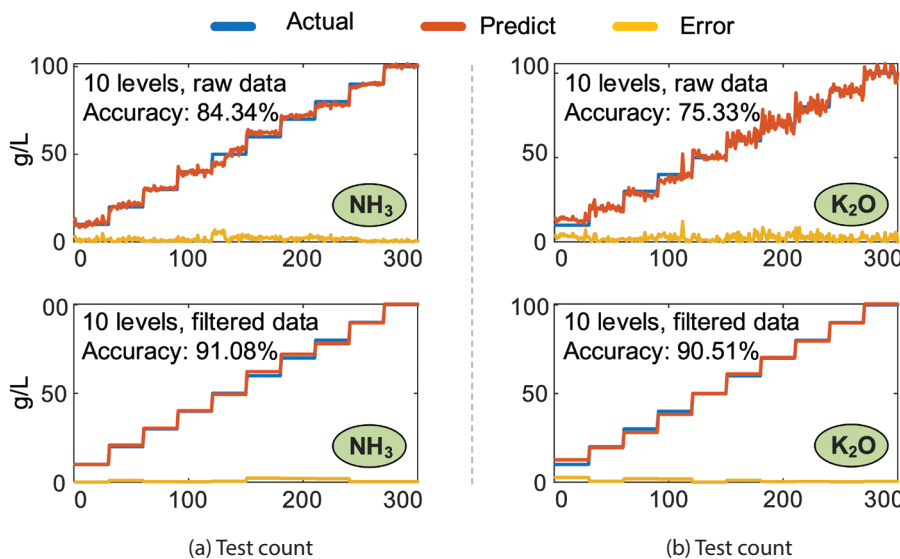 Actual Predict Error
100
10 levels, raw data
Accuracy: 84.34%
g/L
50
NH₃
0
0 100 200 300
100
10 levels, raw data
Accuracy: 75.33%
50
K₂O
0
0 100 200 300
00
10 levels, filtered data
Accuracy: 91.08%
g/L
50
NH₃
0
0 100 200 300
(a) Test count
100
10 levels, filtered data
Accuracy: 90.51%
50
K₂O
0
0 100 200 300
(b) Test count